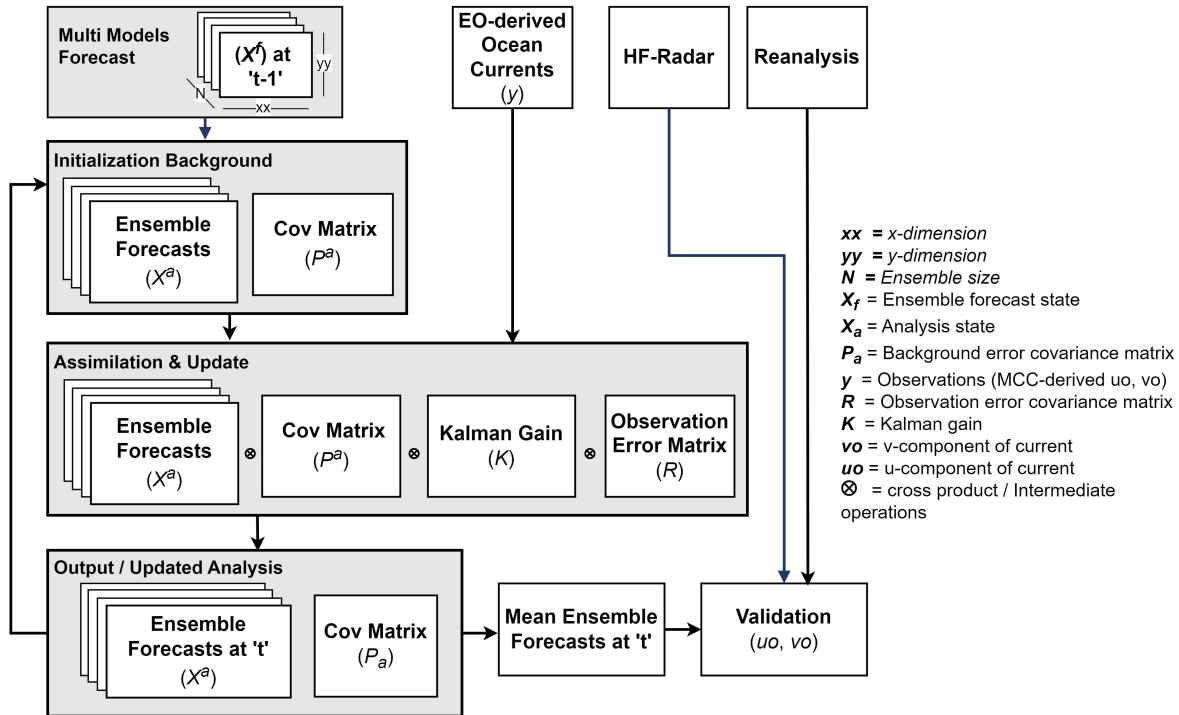 Multi Models
Forecast
(X^f) at
't-1'
yy
N
xx
EO-derived
Ocean
Currents
(y)
HF-Radar
Reanalysis
Initialization Background
Ensemble
Forecasts
(X^a)
Cov Matrix
(P^a)
Assimilation & Update
Ensemble
Forecasts
(X^a)
⊗
Cov Matrix
(P^a)
⊗
Kalman Gain
(K)
⊗
Observation
Error Matrix
(R)
Output / Updated Analysis
Ensemble
Forecasts at 't'
(X^a)
Cov Matrix
(P_a)
Mean Ensemble
Forecasts at 't'
Validation
(uo, vo)
xx = x-dimension
yy = y-dimension
N = Ensemble size
X_f = Ensemble forecast state
X_a = Analysis state
P_a = Background error covariance matrix
y = Observations (MCC-derived uo, vo)
R = Observation error covariance matrix
K = Kalman gain
vo = v-component of current
uo = u-component of current
⊗ = cross product / Intermediate
operations